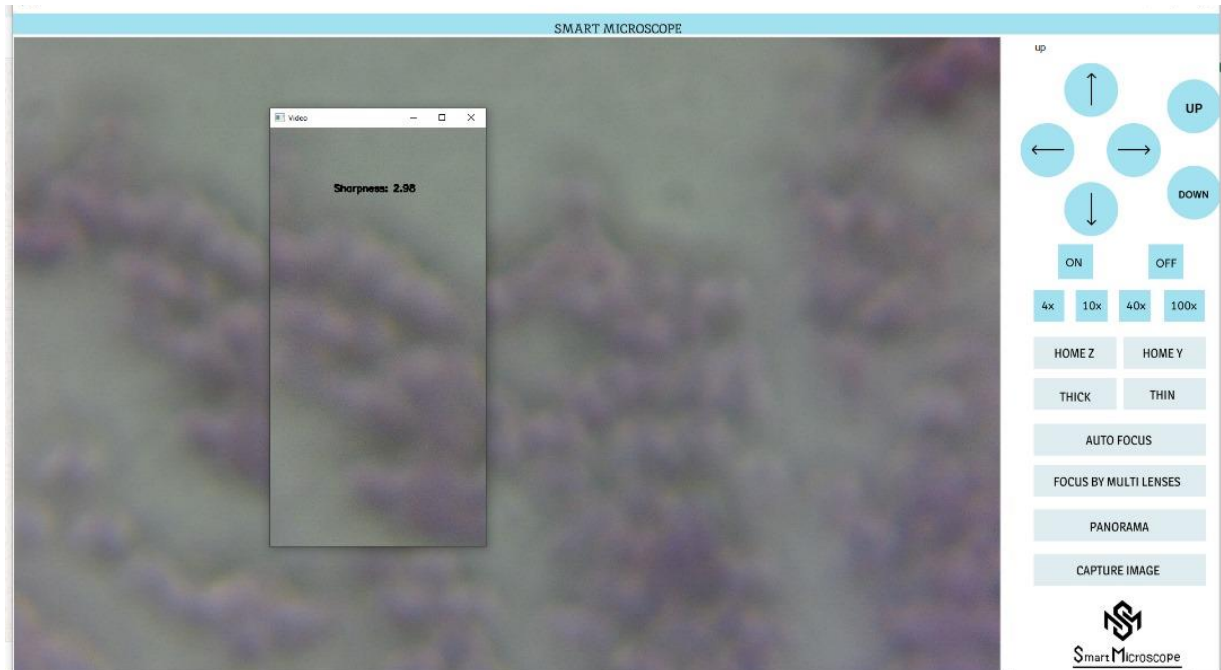 SMART MICROSCOPE
up
UP
DOWN
Video
Sharpness: 2.98
ON OFF
4x 10x 40x 100x
HOME Z HOME Y
THICK THIN
AUTO FOCUS
FOCUS BY MULTI LENSES
PANORAMA
CAPTURE IMAGE
SM
Smart Microscope